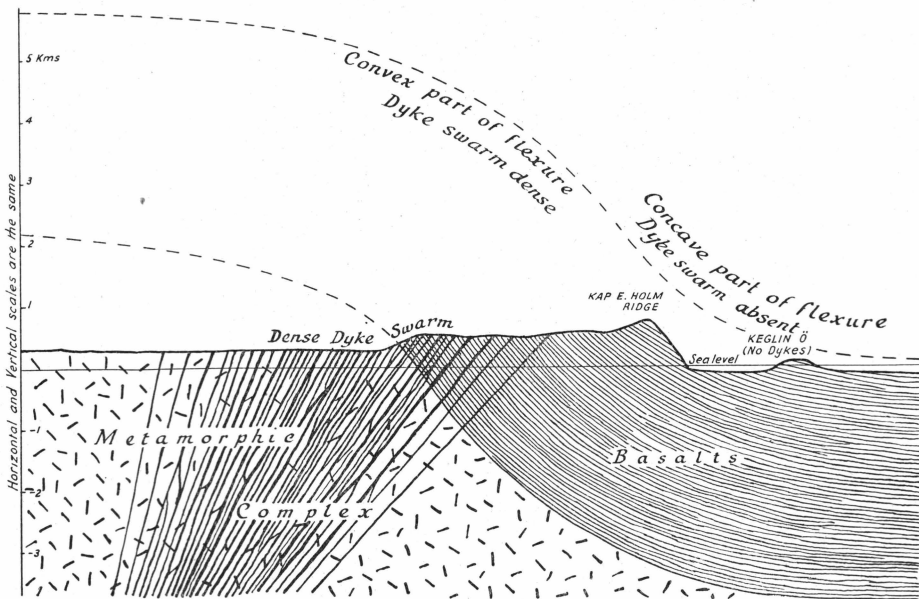 5 Kms
4
3
2
1
-1
-2
-3
Horizontal and Vertical scales are the same
Convex part of flexure
Dyke swarm dense
Concave part of flexure
Dyke swarm absent
KAP E. HOLM
RIDGE
KEGLIN Ö
(No Dykes)
Sea level
Dense Dyke Swarm
Metamorphic
Complex
Basalts